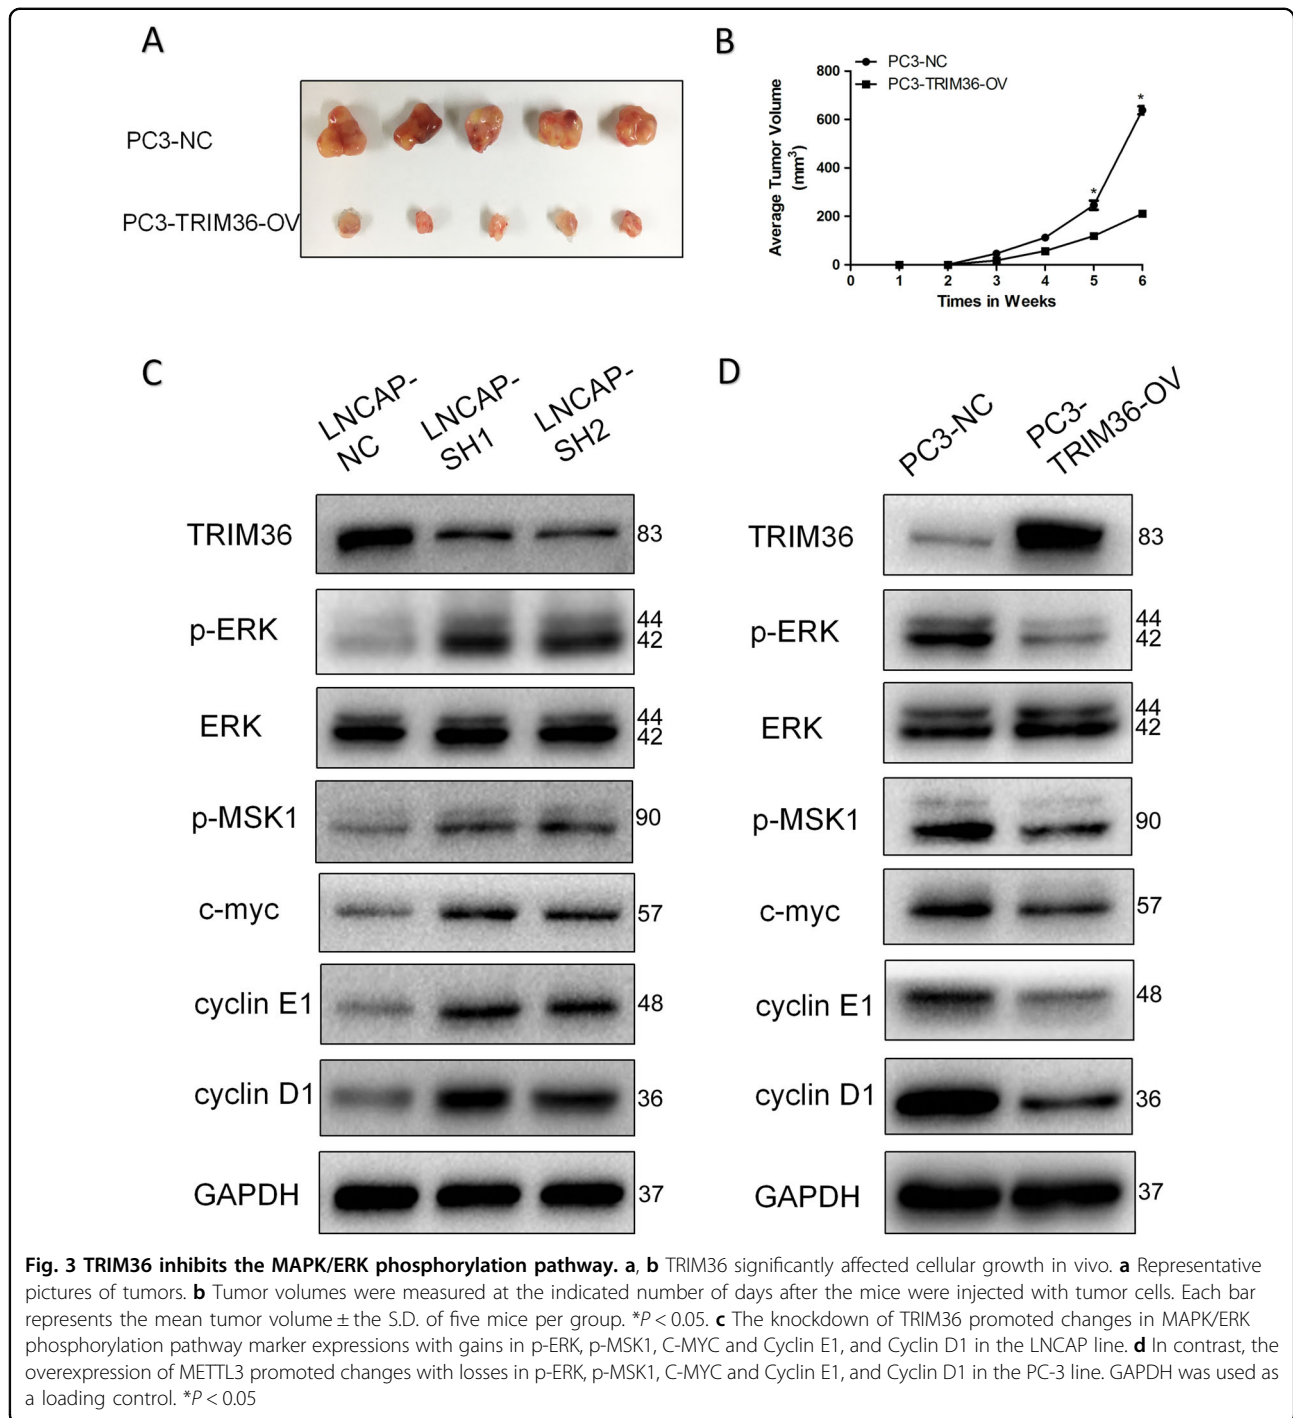 A
PC3-NC
PC3-TRIM36-OV
B
PC3-NC
PC3-TRIM36-OV
Average Tumor Volume
(mm³)
800
600
400
200
0
*
*
0 1 2 3 4 5 6
Times in Weeks
C
LNCAP-
NC
LNCAP-
SH1
LNCAP-
SH2
TRIM36 83
p-ERK 44
42
ERK 44
42
p-MSK1 90
c-myc 57
cyclin E1 48
cyclin D1 36
GAPDH 37
D
PC3-NC
PC3-
TRIM36-OV
TRIM36 83
p-ERK 44
42
ERK 44
42
p-MSK1 90
c-myc 57
cyclin E1 48
cyclin D1 36
GAPDH 37
Fig. 3 TRIM36 inhibits the MAPK/ERK phosphorylation pathway. a, b TRIM36 significantly affected cellular growth in vivo. a Representative
pictures of tumors. b Tumor volumes were measured at the indicated number of days after the mice were injected with tumor cells. Each bar
represents the mean tumor volume ± the S.D. of five mice per group. *P < 0.05. c The knockdown of TRIM36 promoted changes in MAPK/ERK
phosphorylation pathway marker expressions with gains in p-ERK, p-MSK1, C-MYC and Cyclin E1, and Cyclin D1 in the LNCAP line. d In contrast, the
overexpression of METTL3 promoted changes with losses in p-ERK, p-MSK1, C-MYC and Cyclin E1, and Cyclin D1 in the PC-3 line. GAPDH was used as
a loading control. *P < 0.05